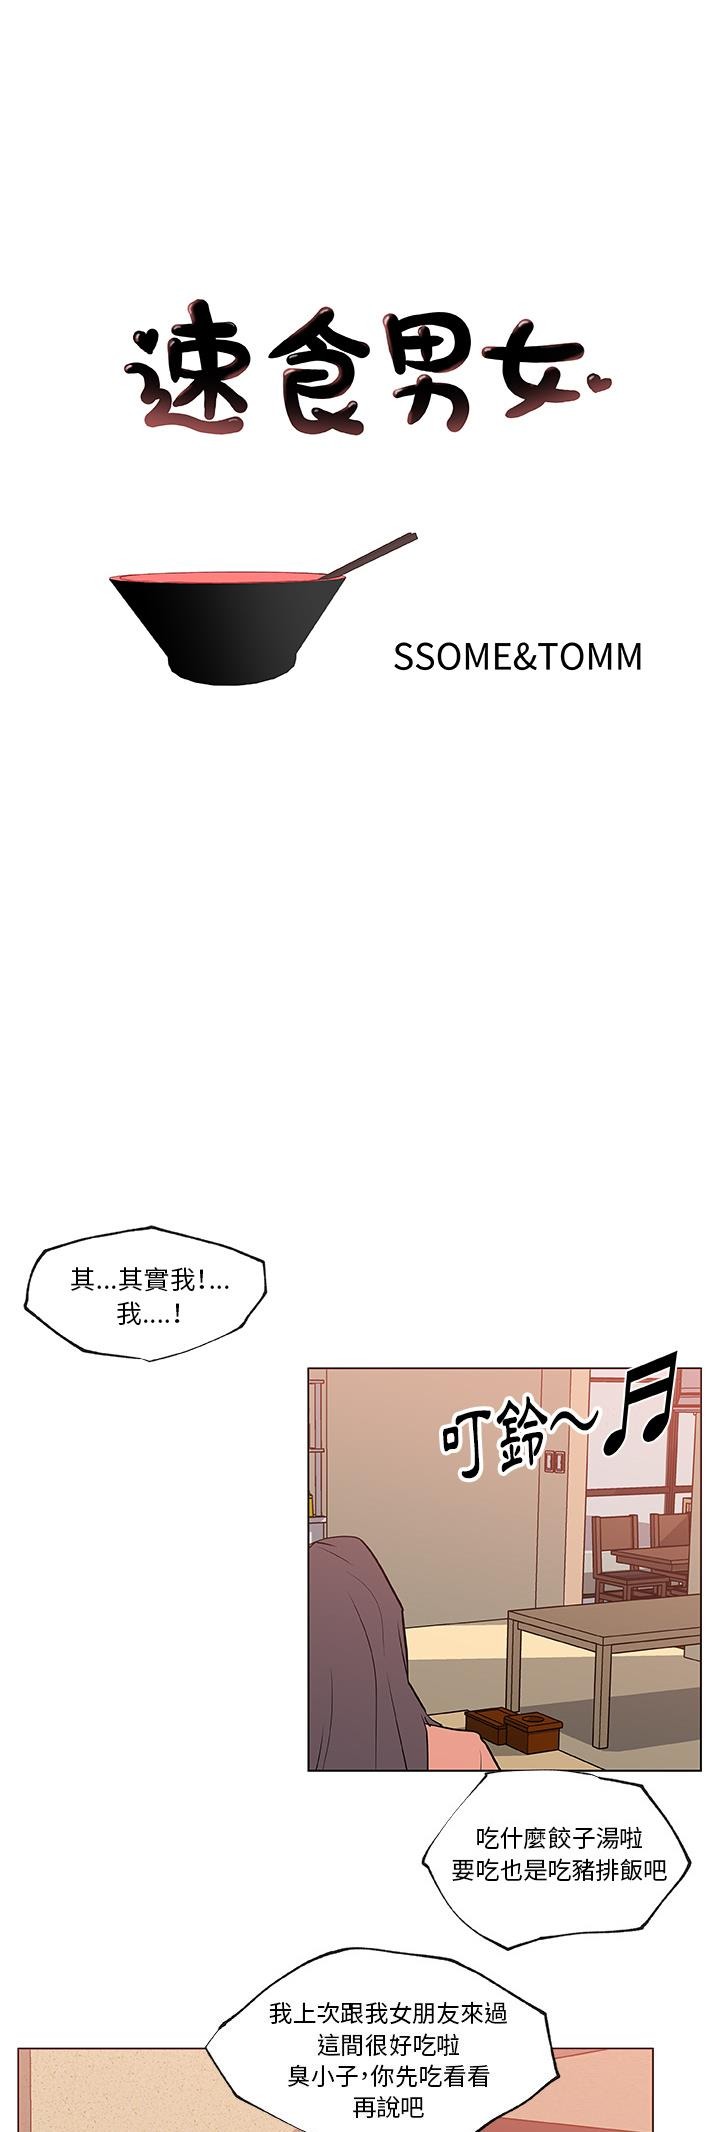 速食男女
SSOME&TOMM
其...其實我!...
我....!
叮鈴～
吃什麼餃子湯啦
要吃也是吃豬排飯吧
我上次跟我女朋友來過
這間很好吃啦
臭小子，你先吃看看
再說吧